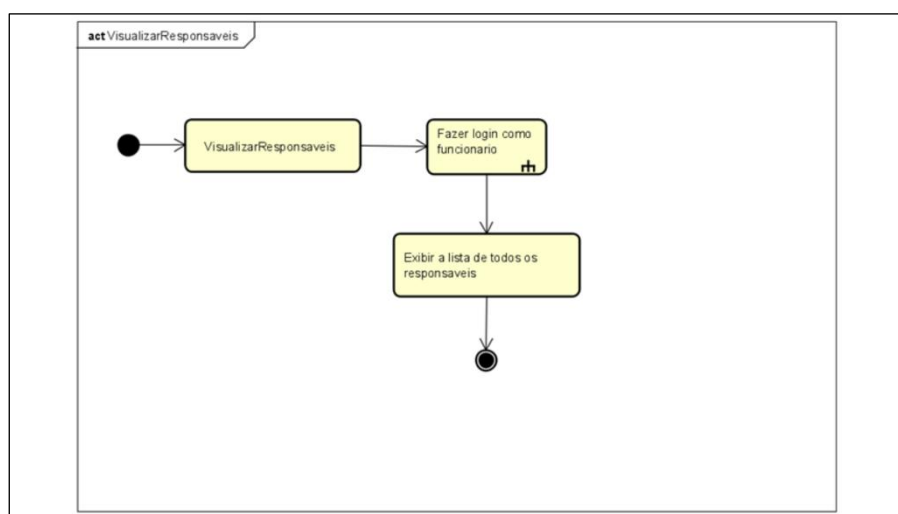 act VisualizarResponsaveis
VisualizarResponsaveis
Fazer login como
funcionario
Exibir a lista de todos os
responsaveis